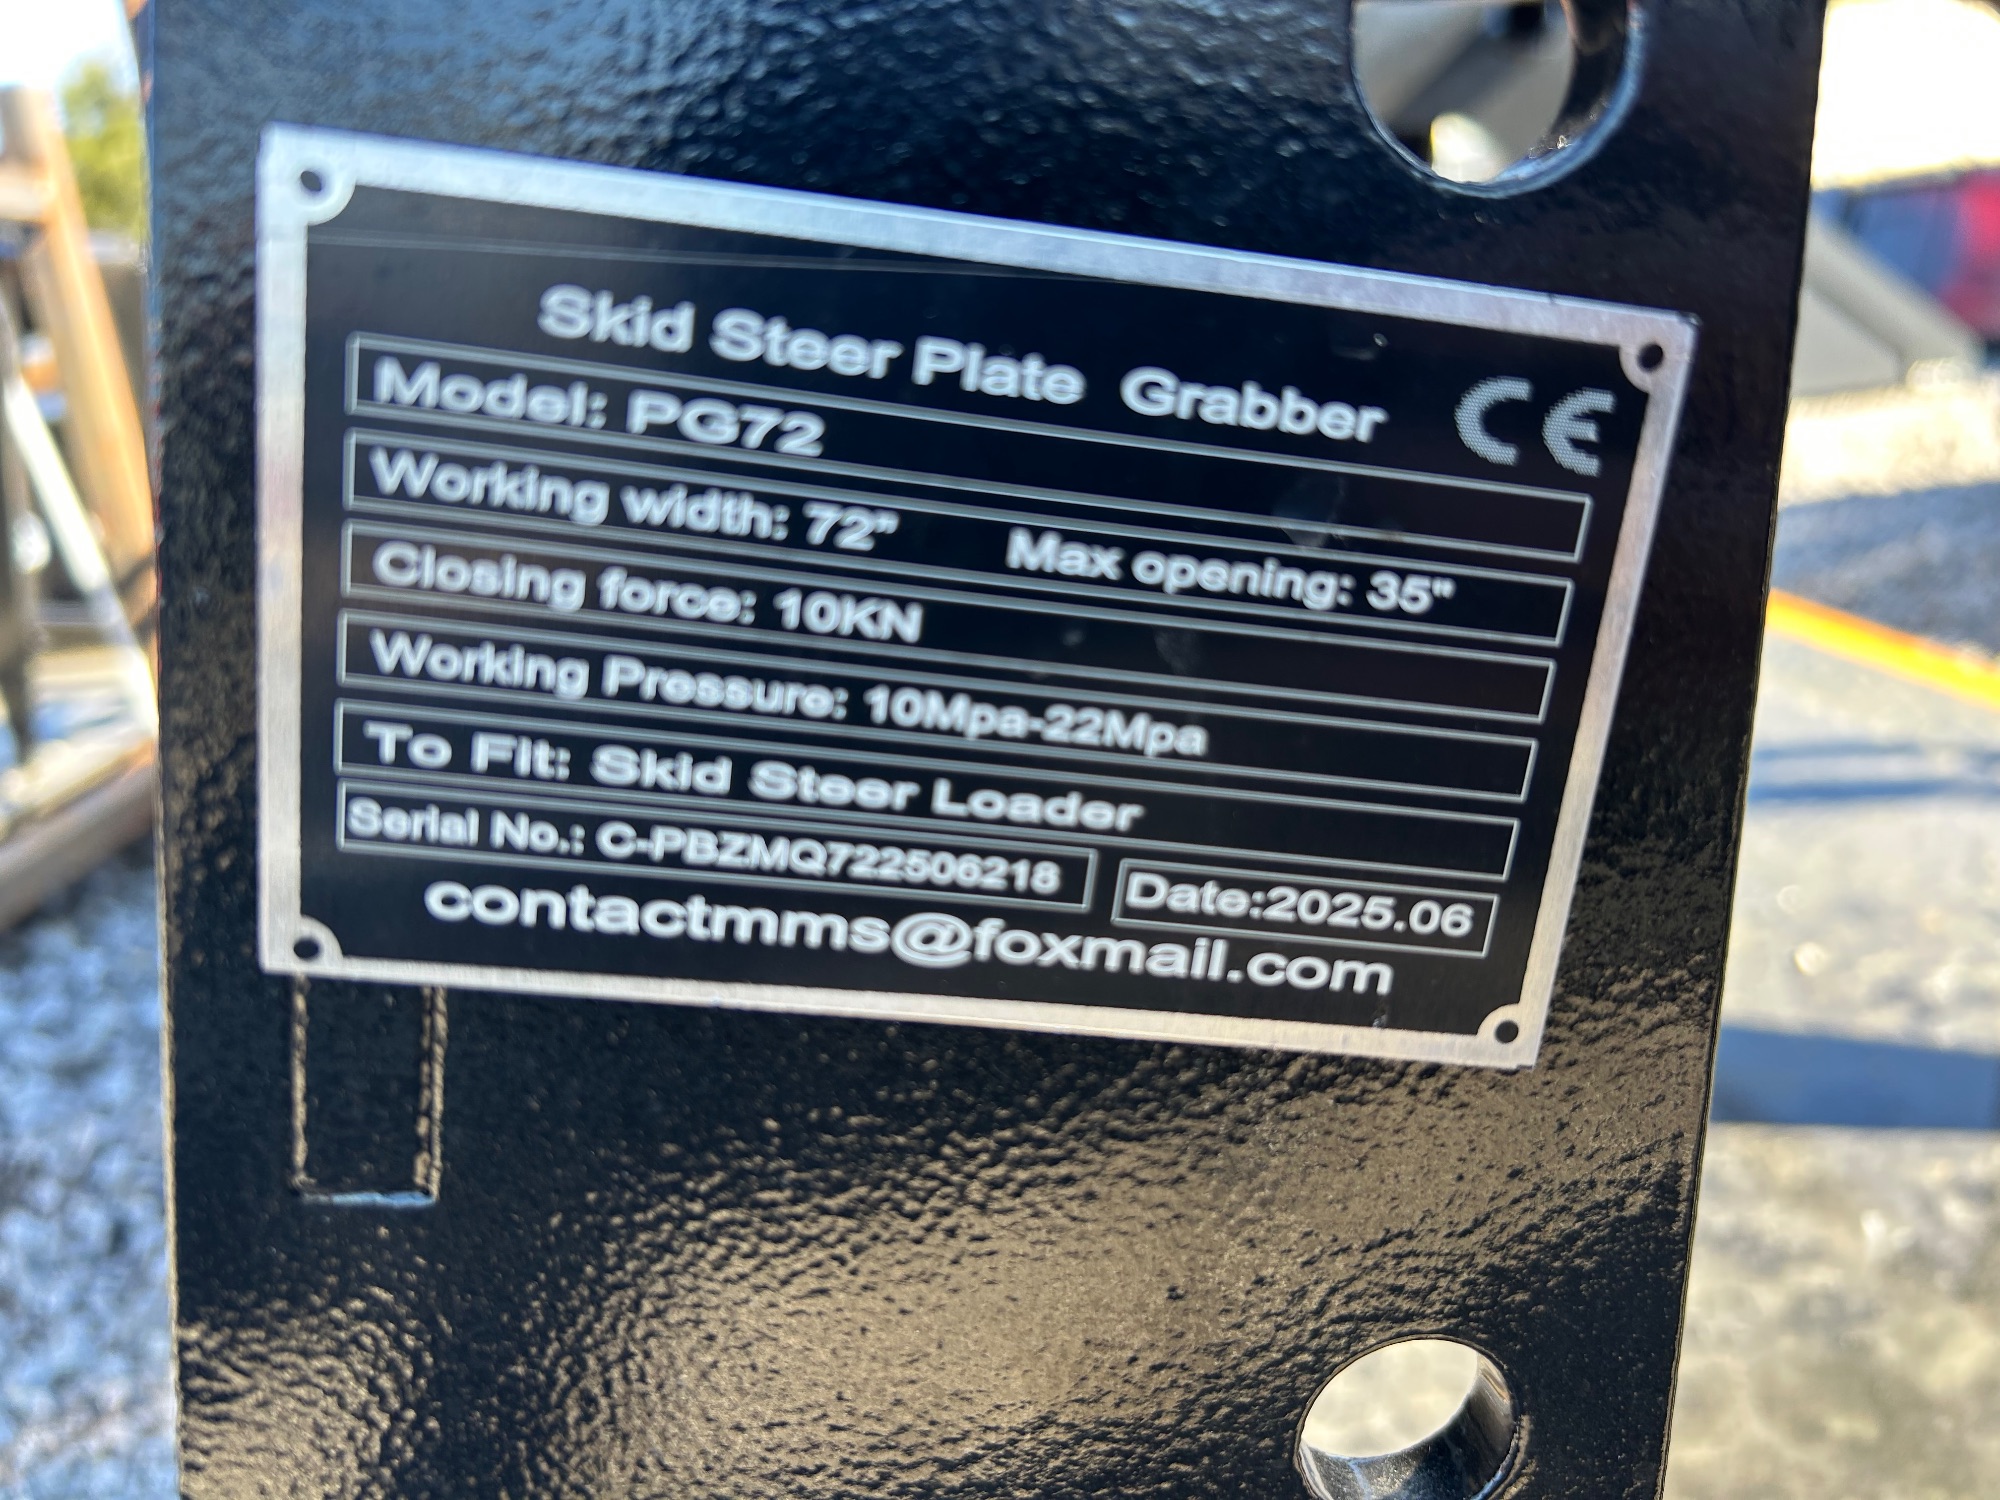 Skid Steer Plate Grabber
CE
Model: PG72
Working width: 72" Max opening: 35"
Closing force: 10KN
Working Pressure: 10Mpa-22Mpa
To Fit: Skid Steer Loader
Serial No.: C-PBZMQ722506218 Date:2025.06
contactmms@foxmail.com